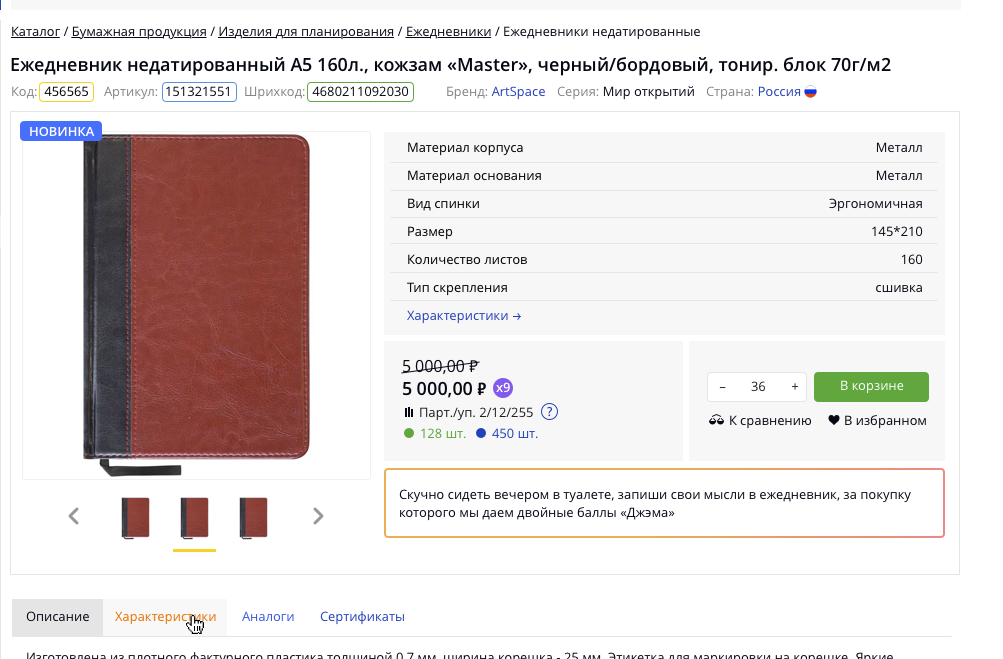 Каталог / Бумажная продукция / Изделия для планирования / Ежедневники / Ежедневники недатированные
Ежедневник недатированный А5 160л., кожзам «Master», черный/бордовый, тонир. блок 70г/м2
Код: 456565 Артикул: 151321551 Шрихкод: 4680211092030 Бренд: ArtSpace Серия: Мир открытий Страна: Россия
НОВИНКА
Материал корпуса Металл
Материал основания Металл
Вид спинки Эргономичная
Размер 145*210
Количество листов 160
Тип скрепления сшивка
Характеристики →
5 000,00 ₽
5 000,00 ₽ x9
Парт./уп. 2/12/255 ?
128 шт. 450 шт.
– 36 + В корзине
К сравнению В избранном
Скучно сидеть вечером в туалете, запиши свои мысли в ежедневник, за покупку
которого мы даем двойные баллы «Джэма»
Описание Характеристики Аналоги Сертификаты
Изготовлена из плотного фактурного пластика толщиной 0,7 мм, ширина корешка - 25 мм. Этикетка для маркировки на корешке. Яркие